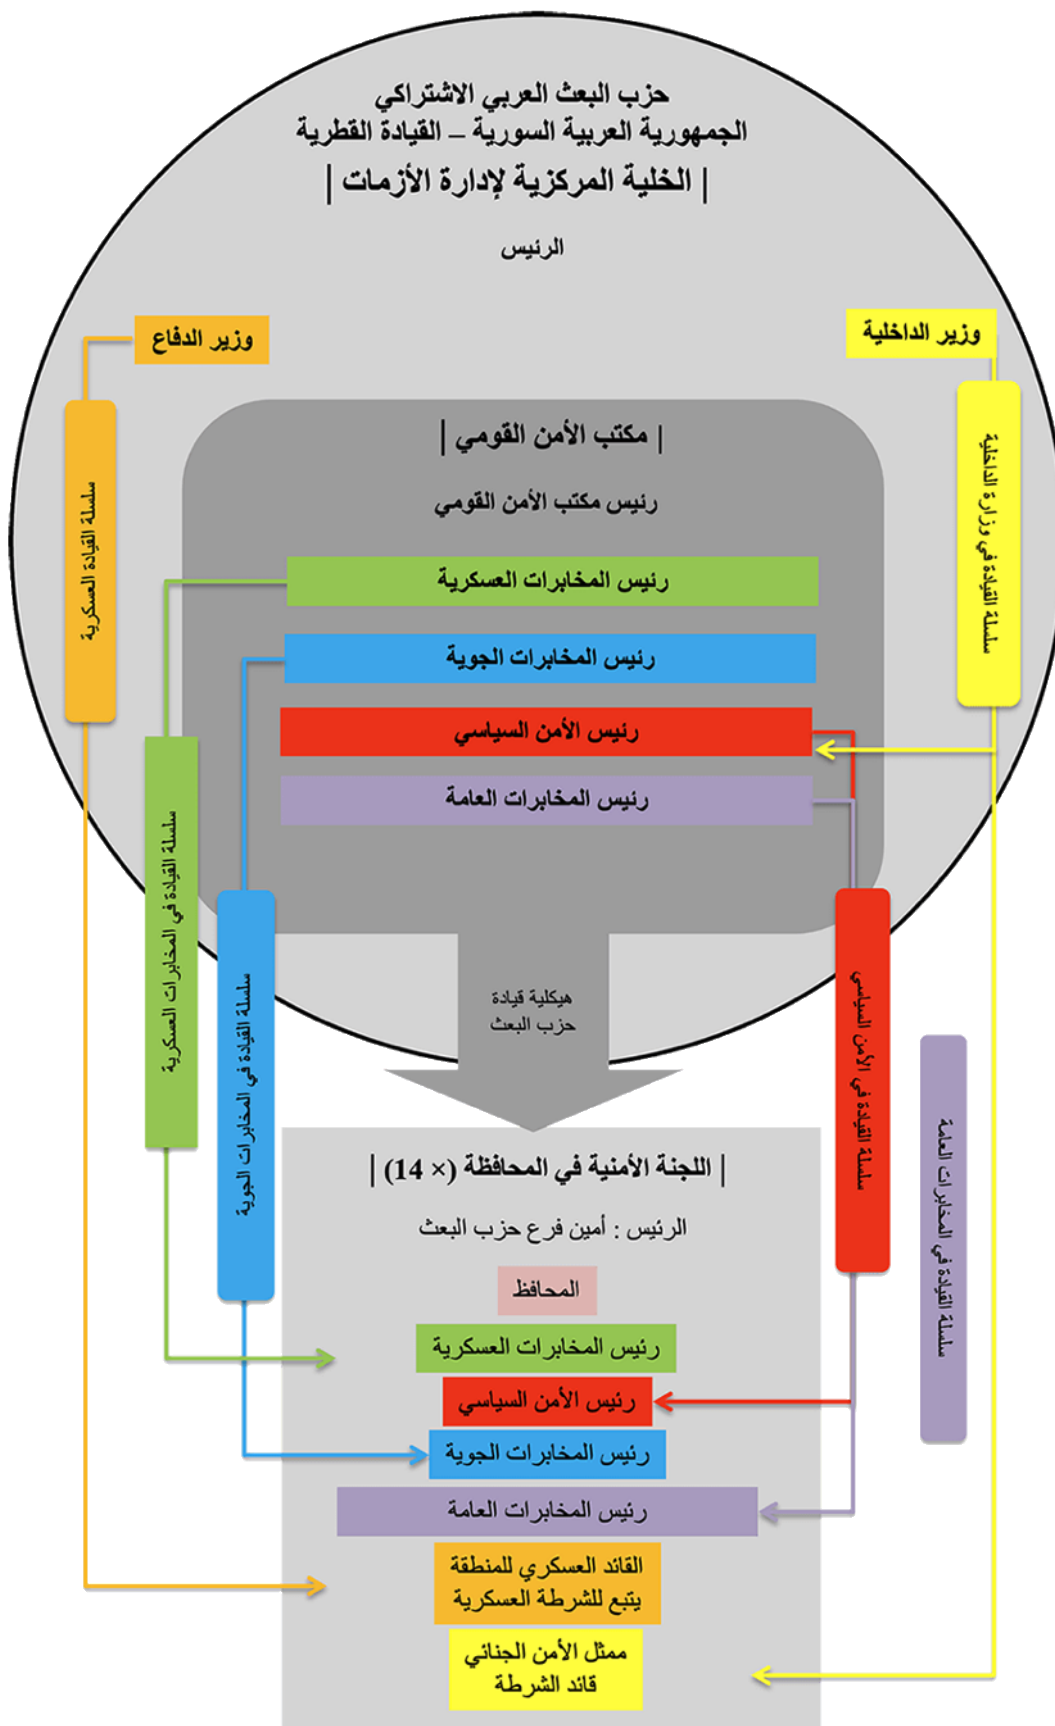 حزب البعث العربي الاشتراكي
الجمهورية العربية السورية – القيادة القطرية
| الخلية المركزية لإدارة الأزمات |
الرئيس
وزير الداخلية
وزير الدفاع
سلسلة القيادة في وزارة الداخلية
سلسلة القيادة العسكرية
| مكتب الأمن القومي |
رئيس مكتب الأمن القومي
رئيس المخابرات العسكرية
رئيس المخابرات الجوية
رئيس الأمن السياسي
رئيس المخابرات العامة
سلسلة القيادة في المخابرات العسكرية
سلسلة القيادة في المخابرات الجوية
سلسلة القيادة في الأمن السياسي
سلسلة القيادة في المخابرات العامة
هيكلية قيادة
حزب البعث
| اللجنة الأمنية في المحافظة (× 14) |
الرئيس : أمين فرع حزب البعث
المحافظ
رئيس المخابرات العسكرية
رئيس الأمن السياسي
رئيس المخابرات الجوية
رئيس المخابرات العامة
القائد العسكري للمنطقة
يتبع للشرطة العسكرية
ممثل الأمن الجنائي
قائد الشرطة